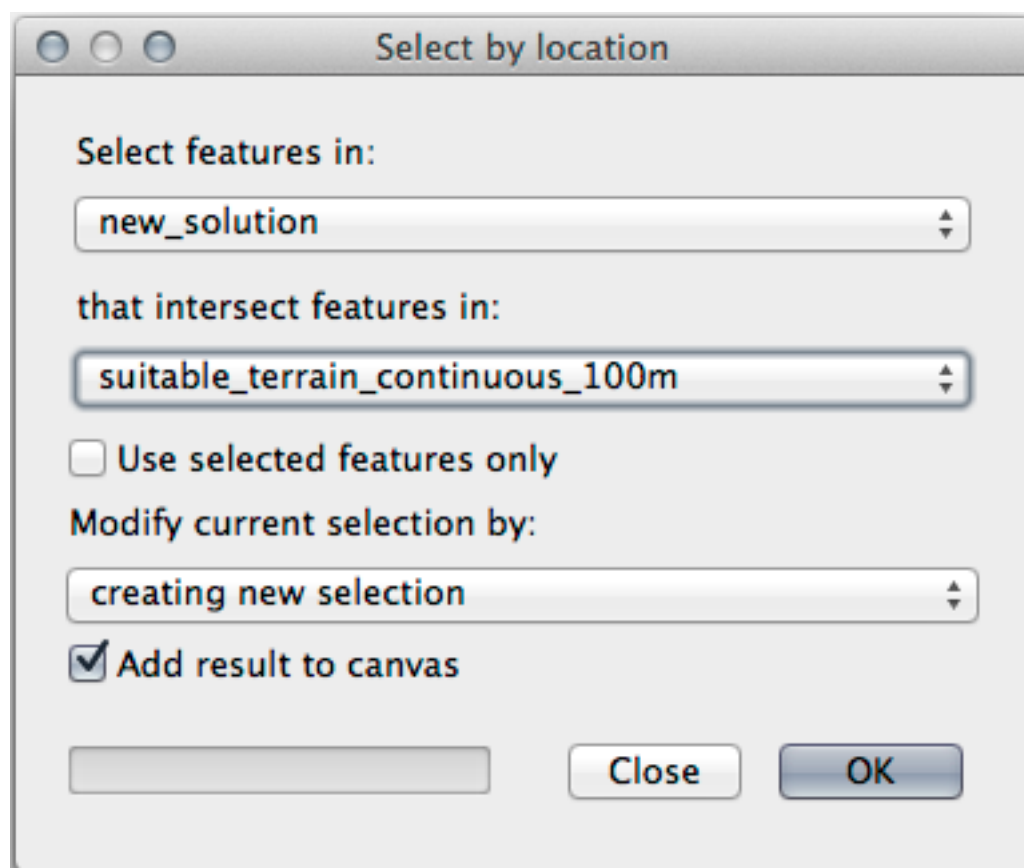 Select by location
Select features in:
new_solution
that intersect features in:
suitable_terrain_continuous_100m
Use selected features only
Modify current selection by:
creating new selection
Add result to canvas
Close OK